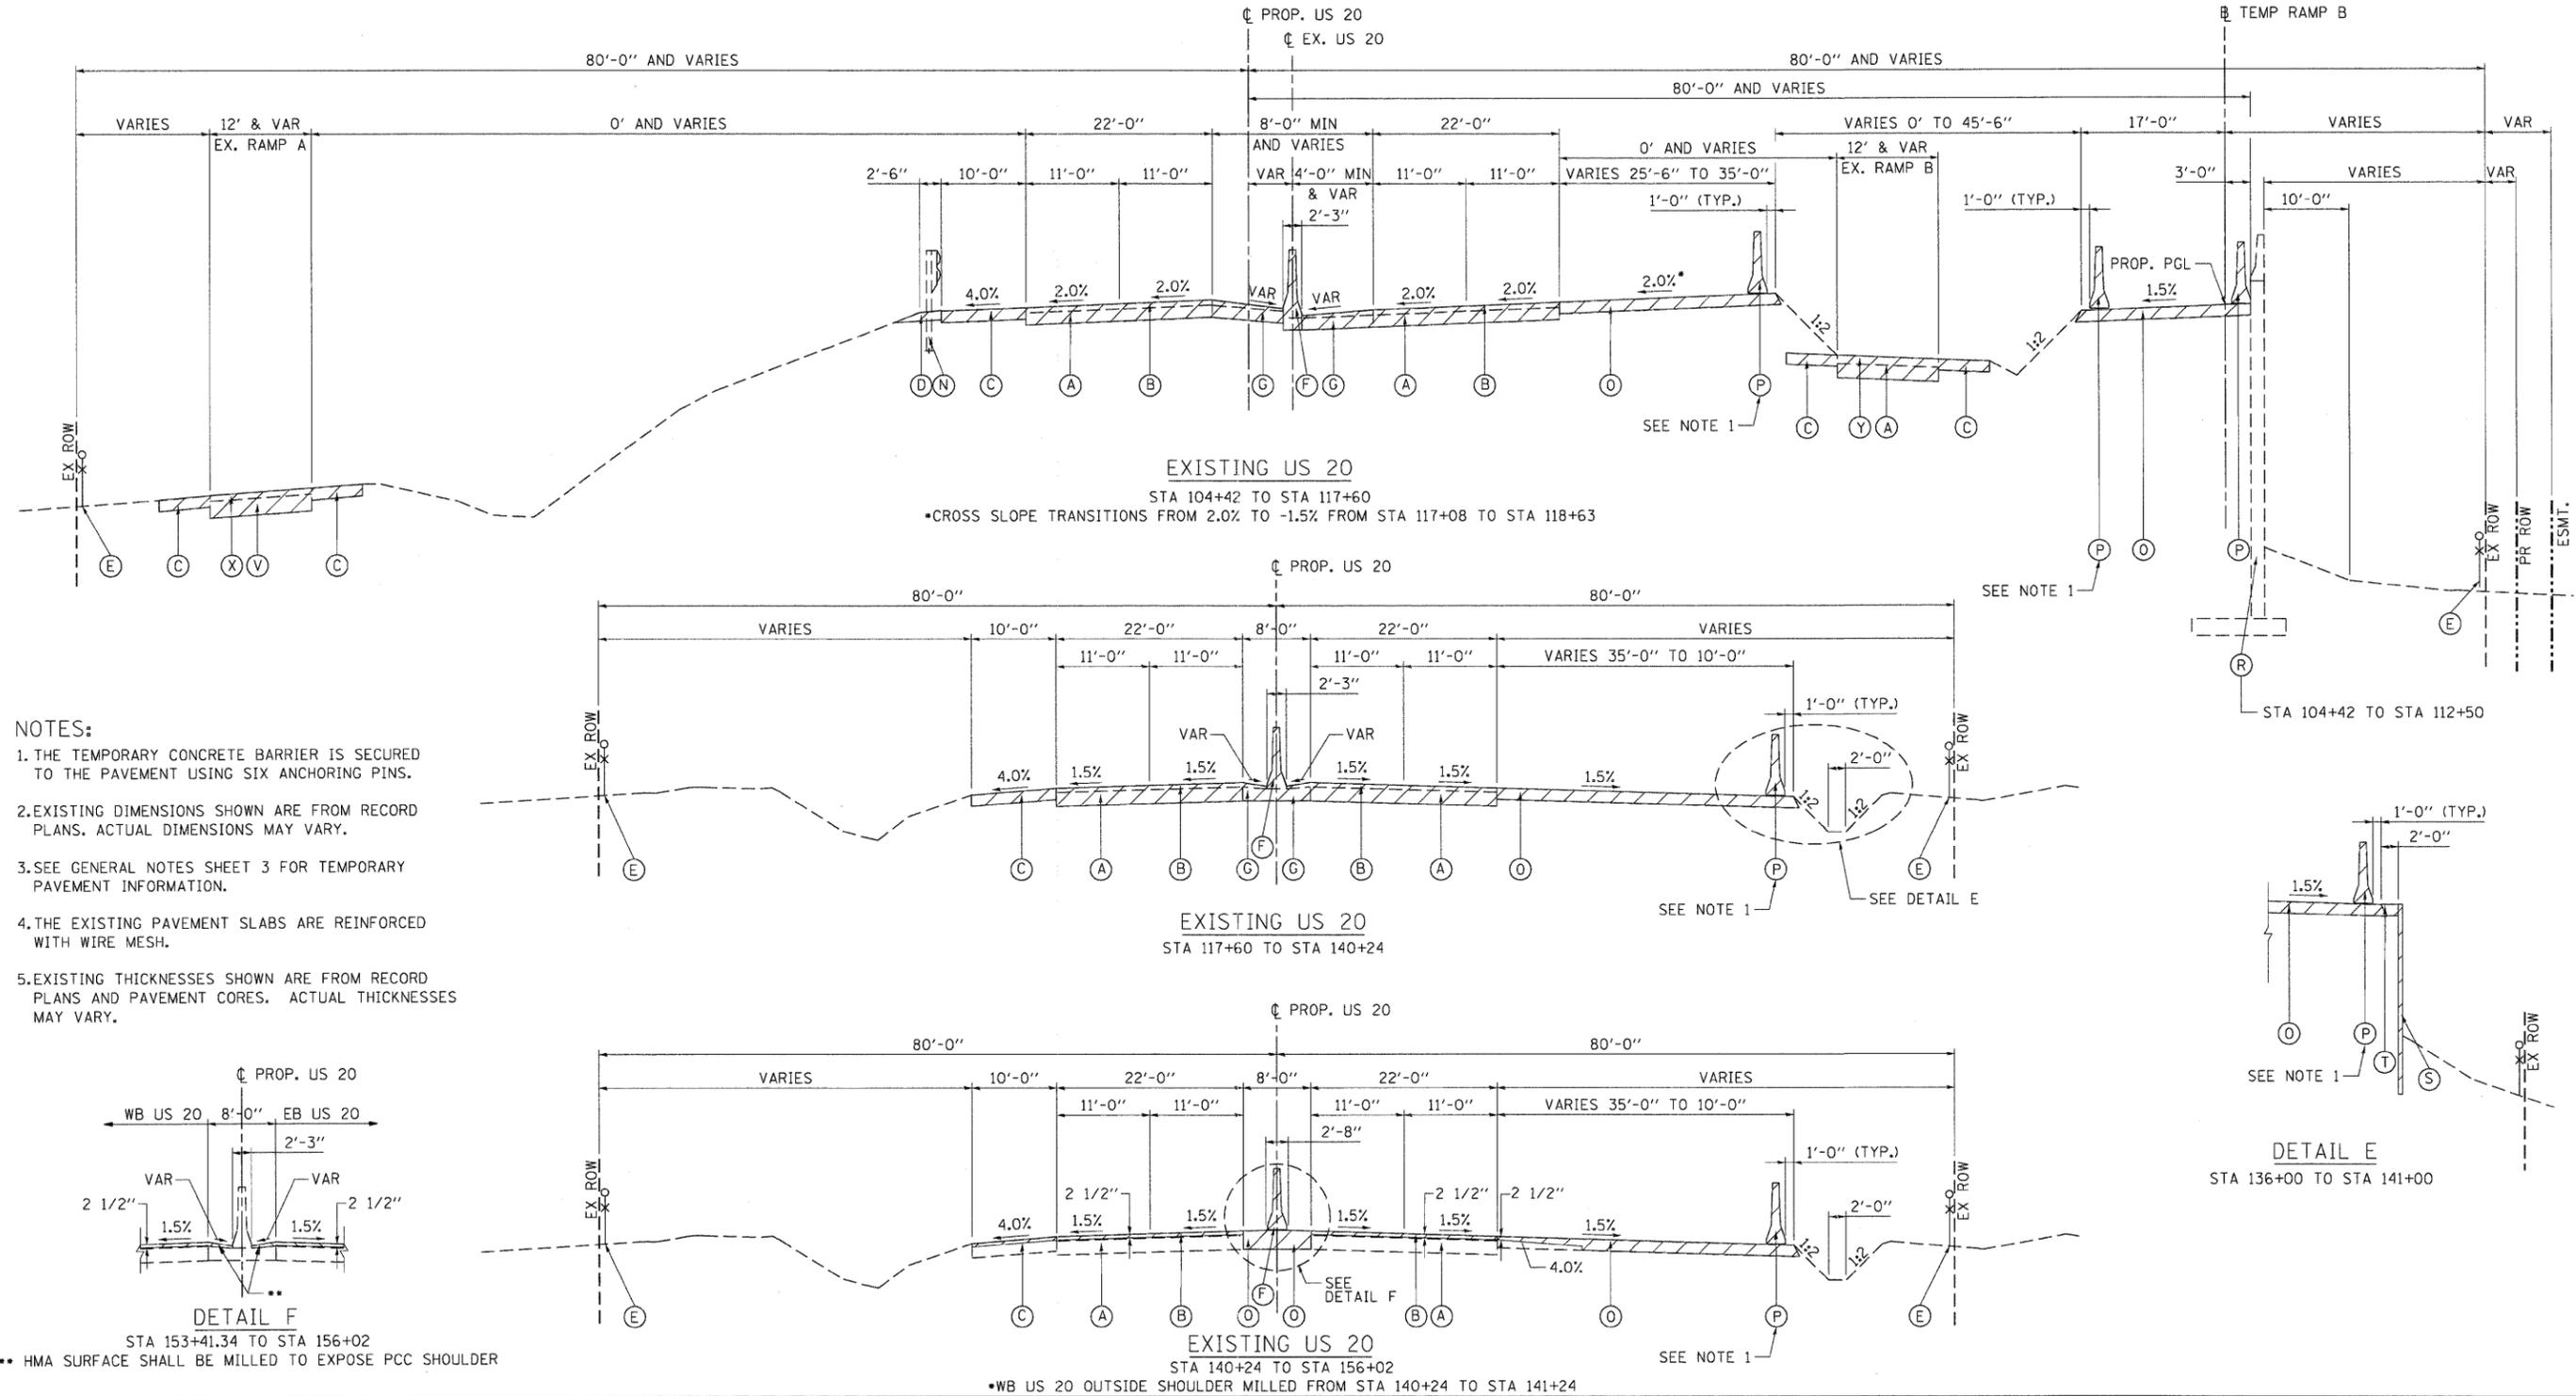 ℄ PROP. US 20
℄ EX. US 20
B TEMP RAMP B
80'-0" AND VARIES
80'-0" AND VARIES
80'-0" AND VARIES
VARIES
12' & VAR
EX. RAMP A
0' AND VARIES
22'-0"
8'-0" MIN
AND VARIES
22'-0"
VARIES 0' TO 45'-6"
17'-0"
VARIES
VAR
0' AND VARIES
12' & VAR
EX. RAMP B
2'-6"
10'-0"
11'-0"
11'-0"
VAR
4'-0" MIN
& VAR
11'-0"
11'-0"
VARIES 25'-6" TO 35'-0"
3'-0"
VARIES
VAR
2'-3"
1'-0" (TYP.)
1'-0" (TYP.)
10'-0"
4.0%
2.0%
2.0%
VAR
VAR
2.0%
2.0%
2.0%*
1:2
1:2
PROP. PGL
1.5%
D
N
C
A
B
G
F
G
A
B
O
P
SEE NOTE 1
C
Y
A
C
EX ROW
E
C
X
V
C
P
O
P
SEE NOTE 1
E
EX ROW
PR ROW
ESMT.
R
STA 104+42 TO STA 112+50
EXISTING US 20
STA 104+42 TO STA 117+60
*CROSS SLOPE TRANSITIONS FROM 2.0% TO -1.5% FROM STA 117+08 TO STA 118+63
℄ PROP. US 20
80'-0"
80'-0"
VARIES
10'-0"
22'-0"
8'-0"
22'-0"
VARIES
11'-0"
11'-0"
11'-0"
11'-0"
VARIES 35'-0" TO 10'-0"
2'-3"
1'-0" (TYP.)
EX ROW
VAR
VAR
2'-0"
EX ROW
4.0%
1.5%
1.5%
1.5%
1.5%
1.5%
1:2
1:2
E
C
A
B
G
F
G
B
A
O
P
E
SEE NOTE 1
SEE DETAIL E
EXISTING US 20
STA 117+60 TO STA 140+24
NOTES:
1. THE TEMPORARY CONCRETE BARRIER IS SECURED
TO THE PAVEMENT USING SIX ANCHORING PINS.
2. EXISTING DIMENSIONS SHOWN ARE FROM RECORD
PLANS. ACTUAL DIMENSIONS MAY VARY.
3. SEE GENERAL NOTES SHEET 3 FOR TEMPORARY
PAVEMENT INFORMATION.
4. THE EXISTING PAVEMENT SLABS ARE REINFORCED
WITH WIRE MESH.
5. EXISTING THICKNESSES SHOWN ARE FROM RECORD
PLANS AND PAVEMENT CORES. ACTUAL THICKNESSES
MAY VARY.
1'-0" (TYP.)
2'-0"
1.5%
O
P
T
S
SEE NOTE 1
EX ROW
DETAIL E
STA 136+00 TO STA 141+00
℄ PROP. US 20
WB US 20
8'-0"
EB US 20
2'-3"
VAR
VAR
2 1/2"
2 1/2"
1.5%
1.5%
**
DETAIL F
STA 153+41.34 TO STA 156+02
** HMA SURFACE SHALL BE MILLED TO EXPOSE PCC SHOULDER
℄ PROP. US 20
80'-0"
80'-0"
VARIES
10'-0"
22'-0"
8'-0"
22'-0"
VARIES
11'-0"
11'-0"
11'-0"
11'-0"
VARIES 35'-0" TO 10'-0"
2'-8"
1'-0" (TYP.)
EX ROW
2 1/2"
2 1/2"
2 1/2"
2'-0"
EX ROW
4.0%
1.5%
1.5%
1.5%
1.5%
1.5%
4.0%
1:2
1:2
SEE
DETAIL F
E
C
A
B
O
F
O
B
A
O
P
E
SEE NOTE 1
EXISTING US 20
STA 140+24 TO STA 156+02
*WB US 20 OUTSIDE SHOULDER MILLED FROM STA 140+24 TO STA 141+24